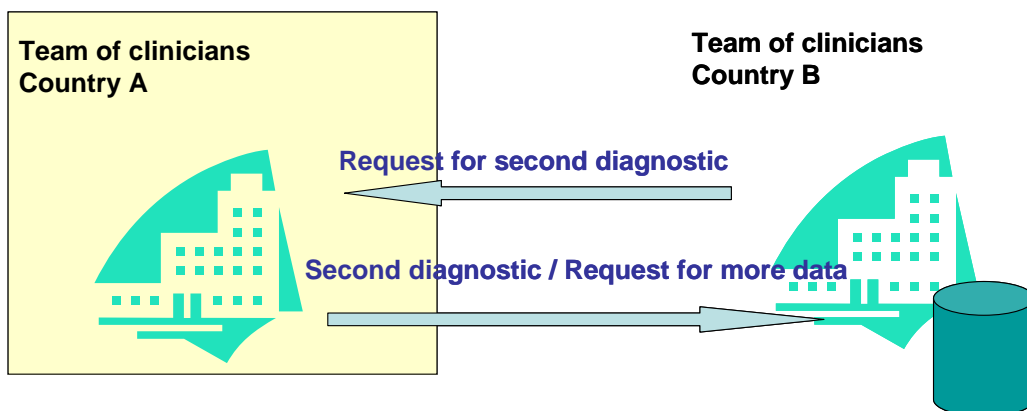 Team of clinicians
Country A
Team of clinicians
Country B
Request for second diagnostic
Second diagnostic / Request for more data